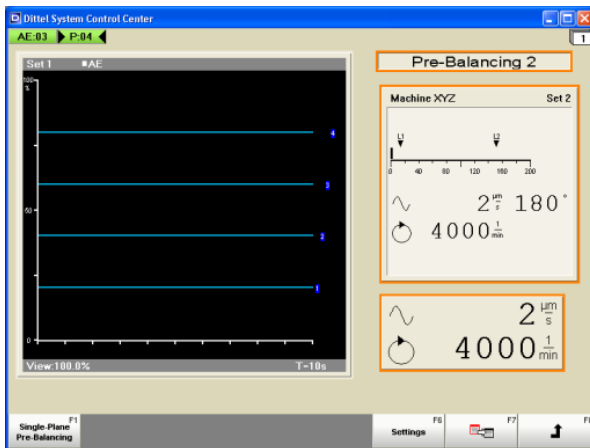 Dittel System Control Center
AE:03 P:04
1
Set 1 ■AE
100
%
50
0
4
3
2
1
View:100.0% T-10s
Pre-Balancing 2
Machine XYZ Set 2
L1 L2
0 40 80 120 160 200
2 µm/s 180°
4000 1/min
2 µm/s
4000 1/min
F1
Single-Plane
Pre-Balancing
F6
Settings
F7